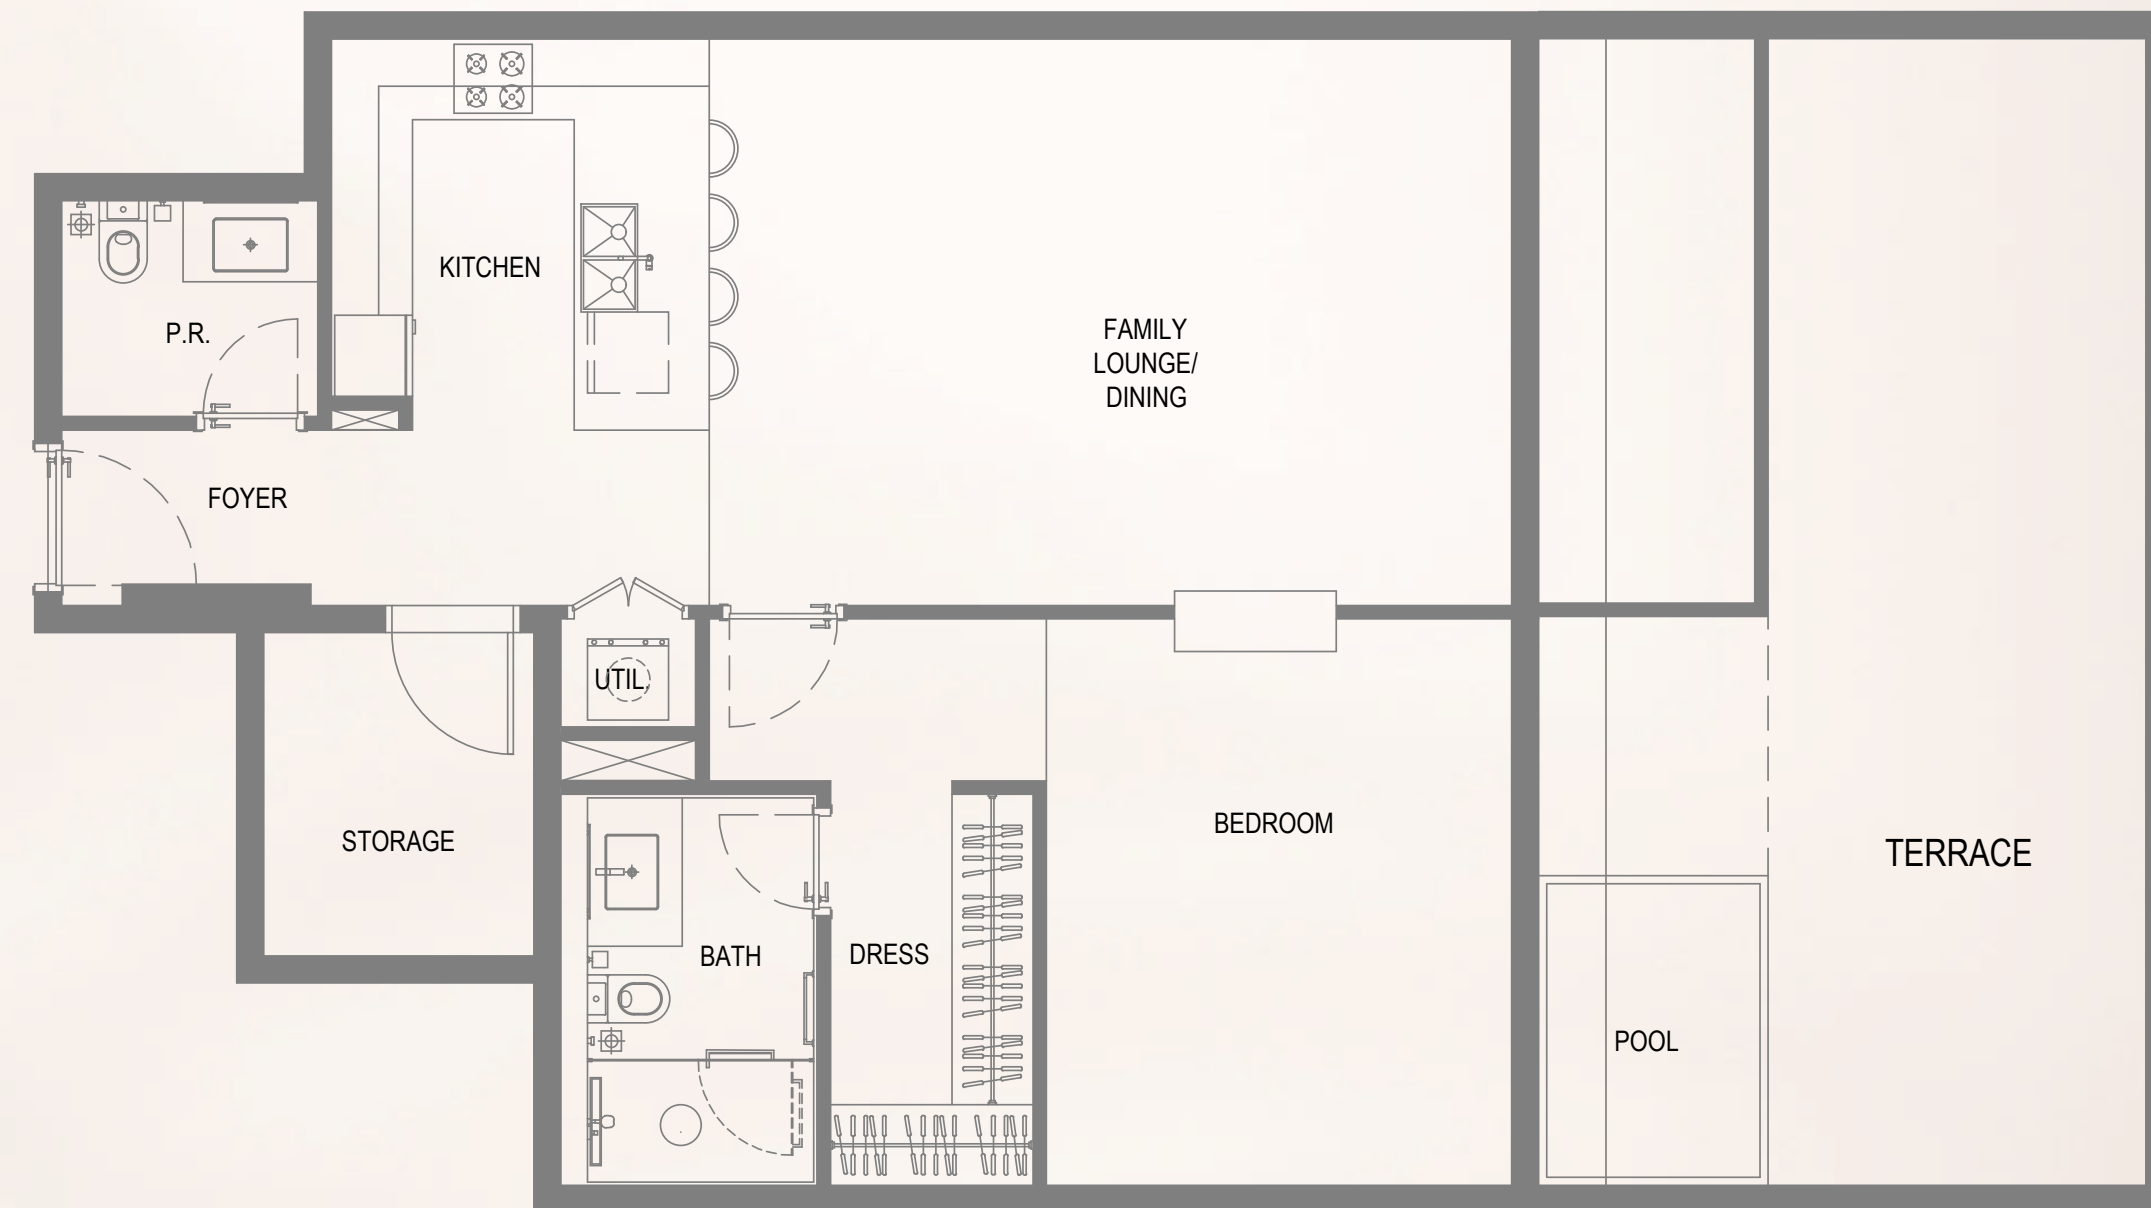 KITCHEN
P.R.
FAMILY
LOUNGE/
DINING
FOYER
UTIL.
STORAGE
BEDROOM
TERRACE
BATH
DRESS
POOL